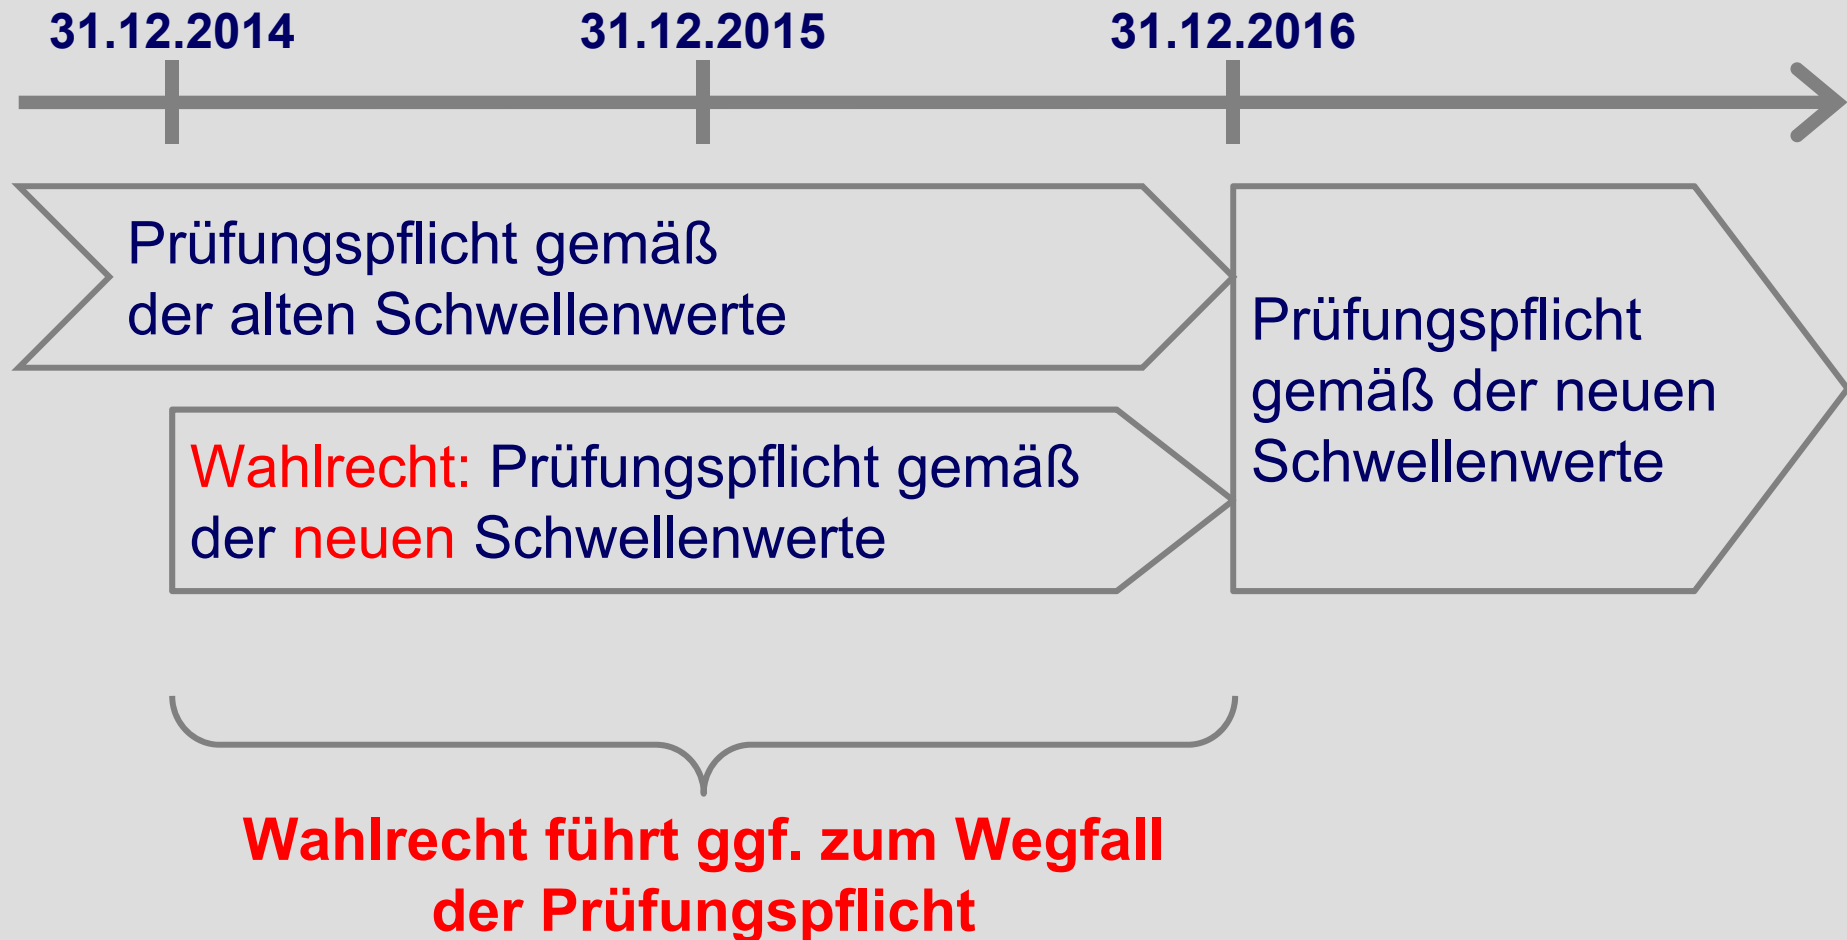 31.12.2014 31.12.2015 31.12.2016
Prüfungspflicht gemäß
der alten Schwellenwerte
Wahlrecht: Prüfungspflicht gemäß
der neuen Schwellenwerte
Prüfungspflicht
gemäß der neuen
Schwellenwerte
Wahlrecht führt ggf. zum Wegfall
der Prüfungspflicht